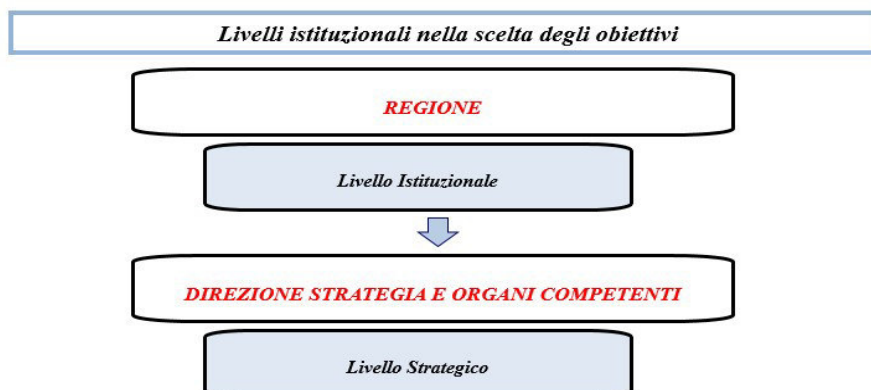 Livelli istituzionali nella scelta degli obiettivi
REGIONE
Livello Istituzionale
DIREZIONE STRATEGIA E ORGANI COMPETENTI
Livello Strategico